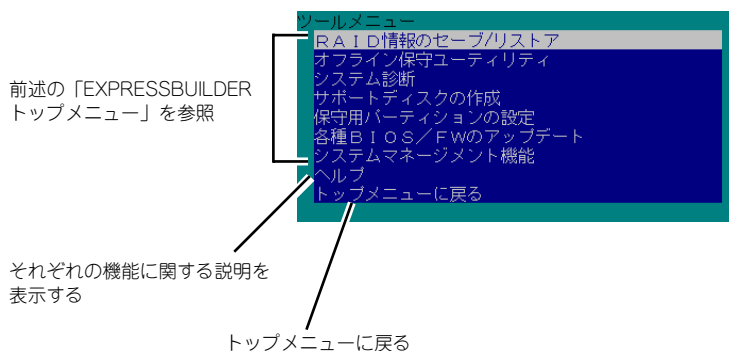 ツールメニュー
ＲＡＩＤ情報のセーブ/リストア
オフライン保守ユーティリティ
システム診断
サポートディスクの作成
保守用パーティションの設定
各種ＢＩＯＳ／ＦＷのアップデート
システムマネージメント機能
ヘルプ
トップメニューに戻る
前述の「EXPRESSBUILDER
トップメニュー」を参照
それぞれの機能に関する説明を
表示する
トップメニューに戻る